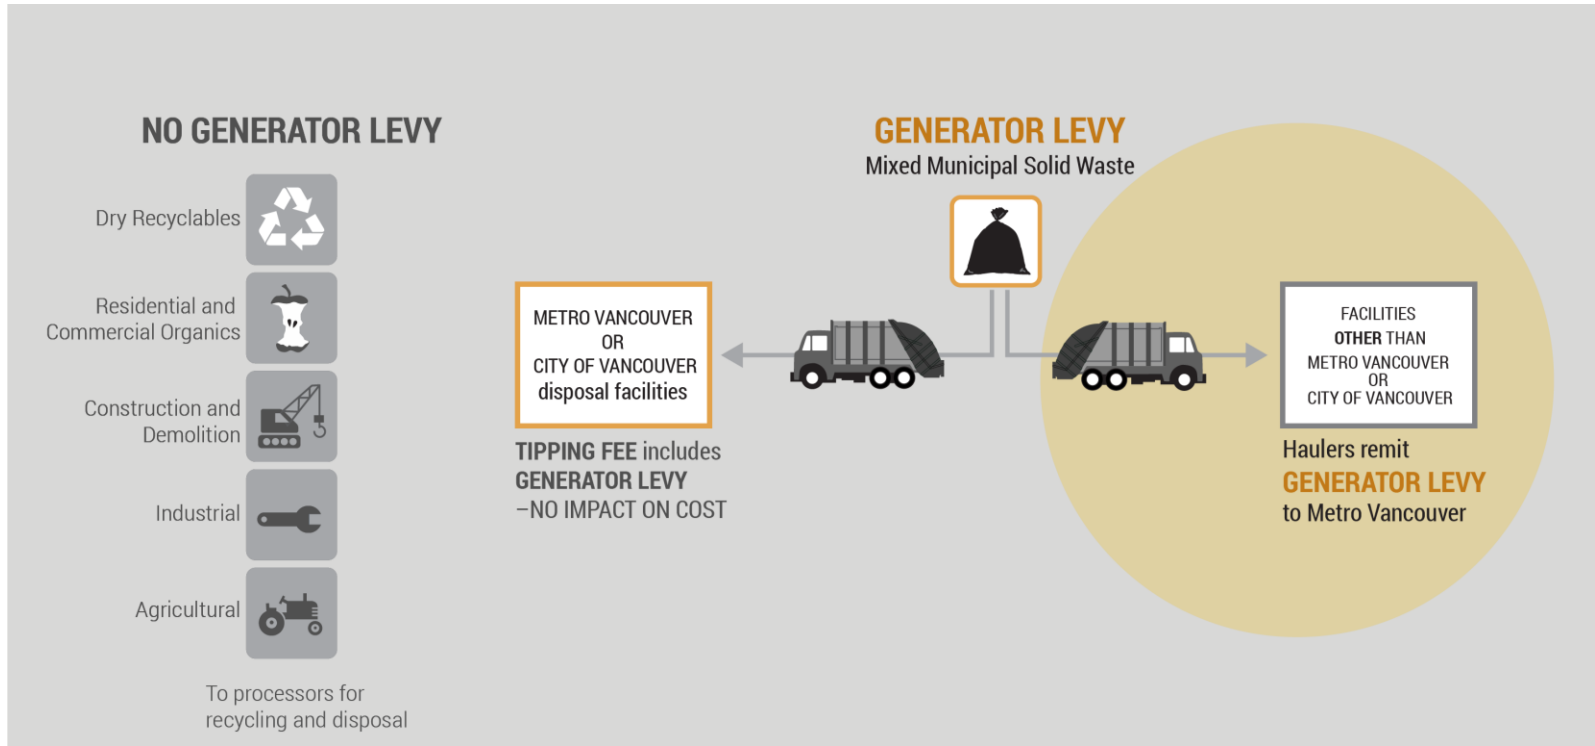 NO GENERATOR LEVY
Dry Recyclables
Residential and
Commercial Organics
Construction and
Demolition
Industrial
Agricultural
To processors for
recycling and disposal
GENERATOR LEVY
Mixed Municipal Solid Waste
METRO VANCOUVER
OR
CITY OF VANCOUVER
disposal facilities
TIPPING FEE includes
GENERATOR LEVY
–NO IMPACT ON COST
FACILITIES
OTHER THAN
METRO VANCOUVER
OR
CITY OF VANCOUVER
Haulers remit
GENERATOR LEVY
to Metro Vancouver